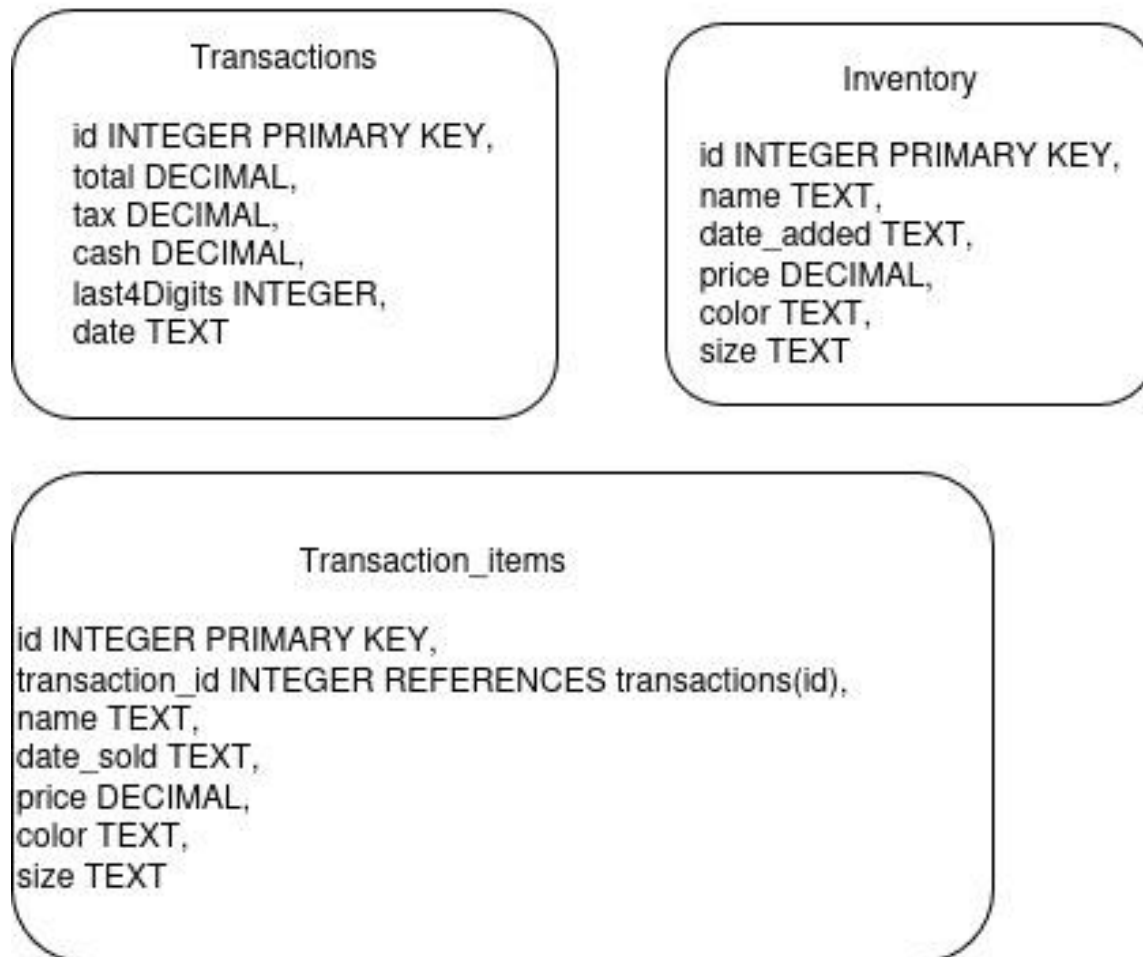 Transactions
id INTEGER PRIMARY KEY,
total DECIMAL,
tax DECIMAL,
cash DECIMAL,
last4Digits INTEGER,
date TEXT
Inventory
id INTEGER PRIMARY KEY,
name TEXT,
date_added TEXT,
price DECIMAL,
color TEXT,
size TEXT
Transaction_items
id INTEGER PRIMARY KEY,
transaction_id INTEGER REFERENCES transactions(id),
name TEXT,
date_sold TEXT,
price DECIMAL,
color TEXT,
size TEXT